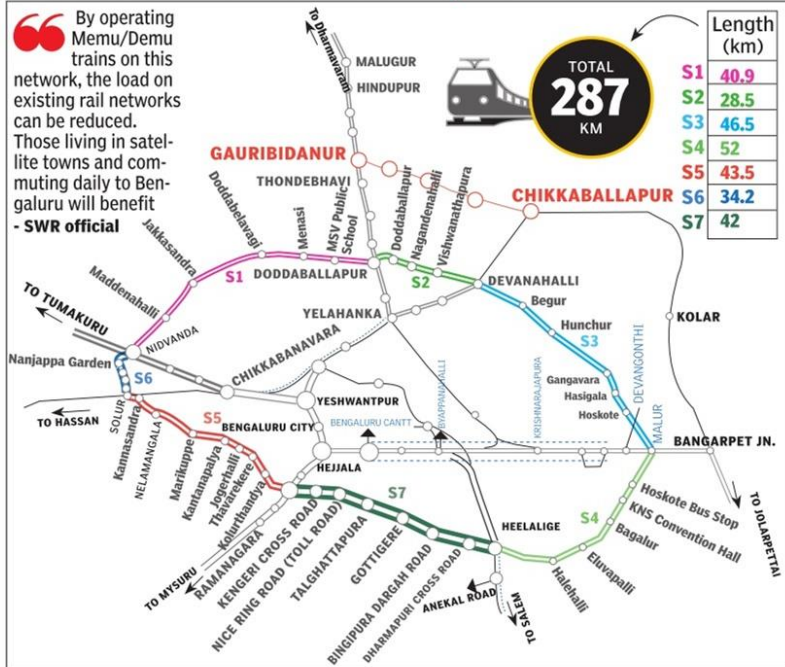 By operating
Memu/Demu
trains on this
network, the load on
existing rail networks
can be reduced.
Those living in satel-
lite towns and com-
muting daily to Ben-
galuru will benefit
- SWR official
To Dharmavaram
MALUGUR
HINDUPUR
TOTAL
287
KM
Length
(km)
S1 40.9
S2 28.5
S3 46.5
S4 52
S5 43.5
S6 34.2
S7 42
GAURIBIDANUR
THONDEBHAVI
CHIKKABALLAPUR
Doddabelavagi
Menasi
MSV Public
School
Doddaballapur
Nagandenahalli
Vishwanathapura
Jakkasandra
Maddenahalli
S1
DODDABALLAPUR
S2
DEVANAHALLI
Begur
Hunchur
S3
KOLAR
TO TUMAKURU
NIDVANDA
YELAHANKA
CHIKKABANAVARA
Nanjappa Garden
S6
SOLUR
TO HASSAN
Kannasandra
NELAMANGALA
S5
Marikuppe
Kantanapalya
Jogerhalli
Thavarekere
Kolurthandya
YESHWANTPUR
BENGALURU CITY
BENGALURU CANTT
BYAPPANAHALLI
KRISHNARAJAPURA
Gangavara
Hasigala
Hoskote
DEVANGONTHI
MALUR
BANGARPET JN.
TO JOLARPETTAI
HEJJALA
S7
HEELALIGE
S4
Hoskote Bus Stop
KNS Convention Hall
Bagalur
Eluvapalli
Halehalli
TO MYSURU
RAMANAGARA
KENGERI CROSS ROAD
NICE RING ROAD (TOLL ROAD)
TALGHATTAPURA
GOTTIGERE
BINGIPURA DARGAH ROAD
DHARMAPURI CROSS ROAD
ANEKAL ROAD
TO SALEM